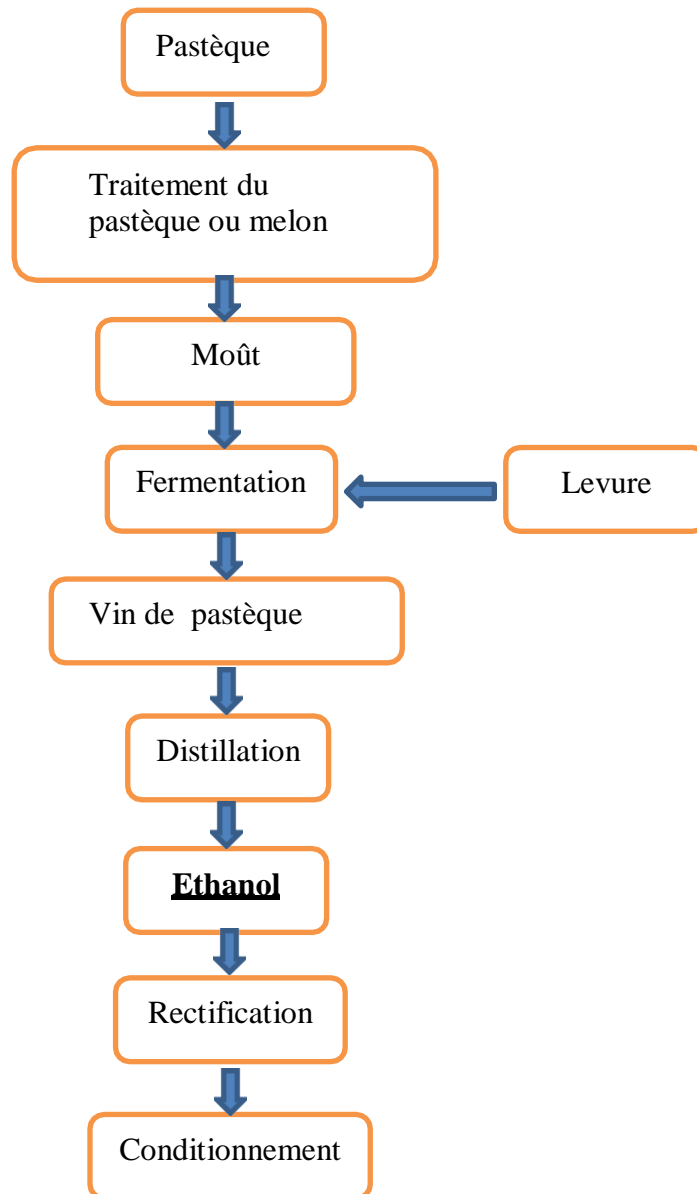 Pastèque
Traitement du
pastèque ou melon
Moût
Fermentation
Levure
Vin de pastèque
Distillation
Ethanol
Rectification
Conditionnement